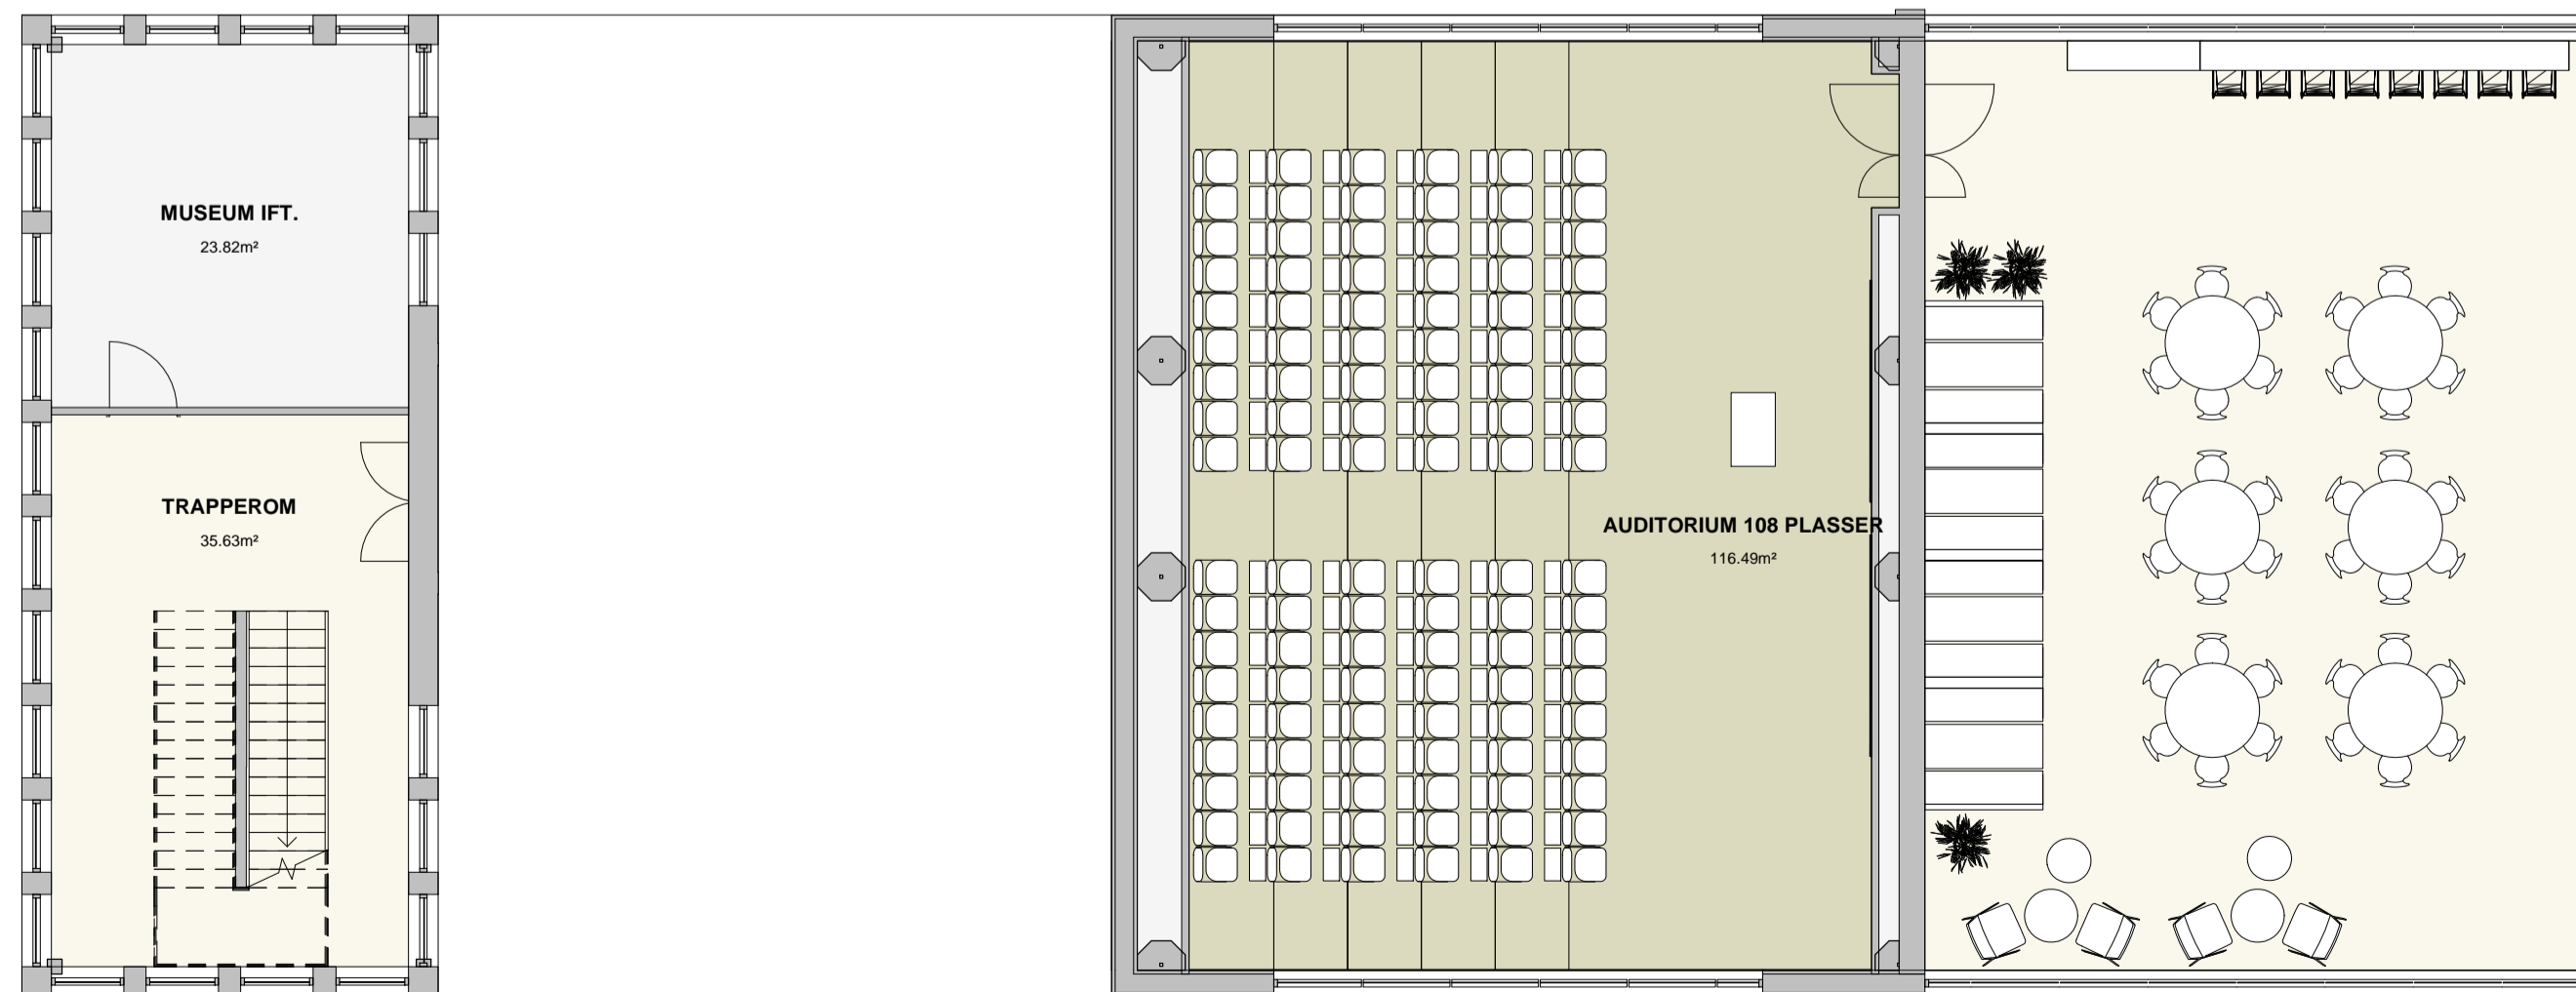 MUSEUM IFT.
23.82m²
TRAPPEROM
35.63m²
AUDITORIUM 108 PLASSER
116.49m²